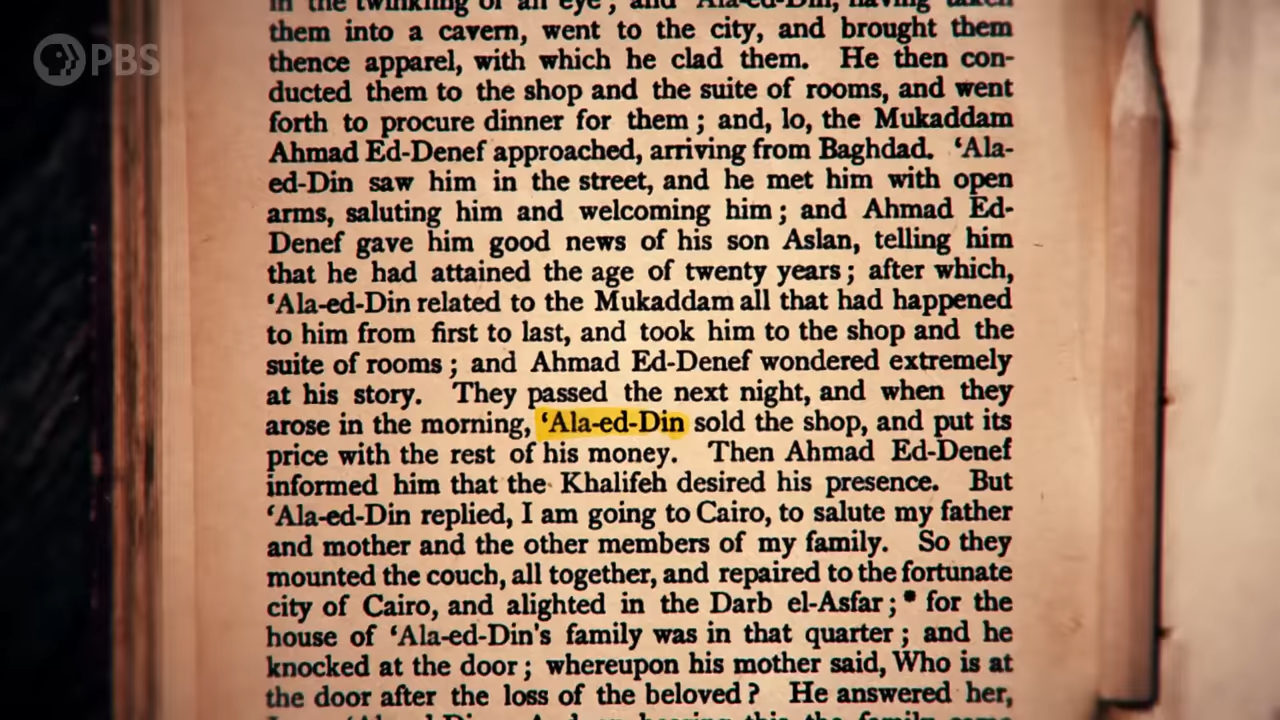 PBS
in the twinkling of an eye; and 'Ala-ed-Din, having taken
them into a cavern, went to the city, and brought them
thence apparel, with which he clad them. He then con-
ducted them to the shop and the suite of rooms, and went
forth to procure dinner for them; and, lo, the Mukaddam
Ahmad Ed-Denef approached, arriving from Baghdad. 'Ala-
ed-Din saw him in the street, and he met him with open
arms, saluting him and welcoming him; and Ahmad Ed-
Denef gave him good news of his son Aslan, telling him
that he had attained the age of twenty years; after which,
'Ala-ed-Din related to the Mukaddam all that had happened
to him from first to last, and took him to the shop and the
suite of rooms; and Ahmad Ed-Denef wondered extremely
at his story. They passed the next night, and when they
arose in the morning, 'Ala-ed-Din sold the shop, and put its
price with the rest of his money. Then Ahmad Ed-Denef
informed him that the Khalifeh desired his presence. But
'Ala-ed-Din replied, I am going to Cairo, to salute my father
and mother and the other members of my family. So they
mounted the couch, all together, and repaired to the fortunate
city of Cairo, and alighted in the Darb el-Asfar;* for the
house of 'Ala-ed-Din's family was in that quarter; and he
knocked at the door; whereupon his mother said, Who is at
the door after the loss of the beloved? He answered her,